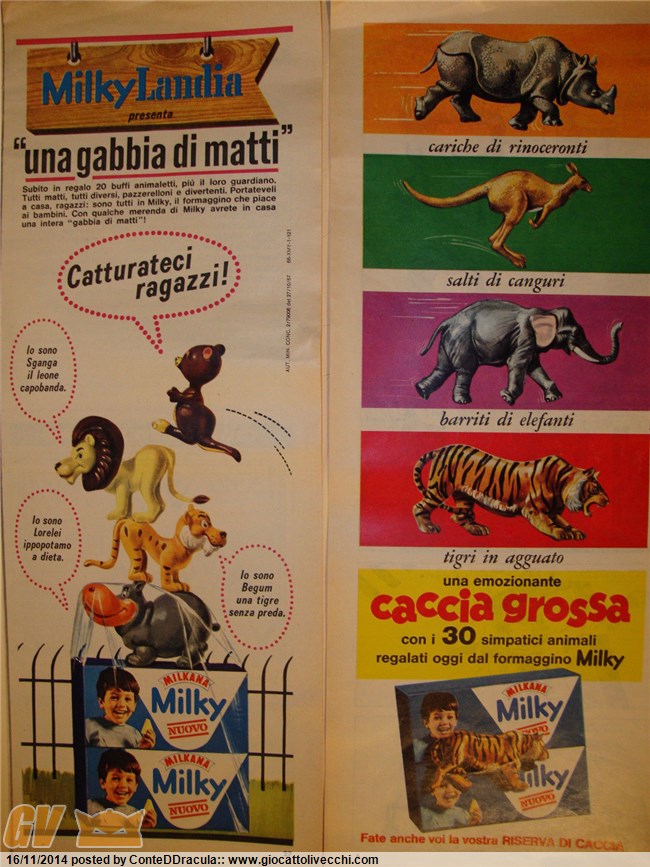 MilkyLandia
presenta
"una gabbia di matti"
Subito in regalo 20 buffi animaletti, più il loro guardiano.
Tutti matti, tutti diversi, pazzerelloni e divertenti. Portateveli
a casa, ragazzi: sono tutti in Milky, il formaggino che piace
ai bambini. Con qualche merenda di Milky avrete in casa
una intera "gabbia di matti"!
Catturateci
ragazzi!
Io sono
Sganga
il leone
capobanda.
Io sono
Lorelei
ippopotamo
a dieta.
Io sono
Begum
una tigre
senza preda.
MILKANA
Milky
NUOVO
MILKANA
Milky
NUOVO
cariche di rinoceronti
salti di canguri
barriti di elefanti
tigri in agguato
una emozionante
caccia grossa
con i 30 simpatici animali
regalati oggi dal formaggino Milky
MILKANA
Milky
NUOVO
ilky
NUOVO
Fate anche voi la vostra RISERVA DI CACCIA
GV
16/11/2014 posted by ConteDDracula:: www.giocattolivecchi.com